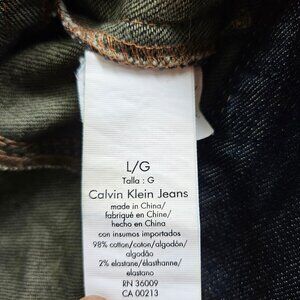 L/G
Talla : G
Calvin Klein Jeans
made in China/
fabriqué en Chine/
hecho en China
con insumos importados
98% cotton/coton/algodón/
algodão
2% elastane/élasthanne/
elastano
RN 36009
CA 00213